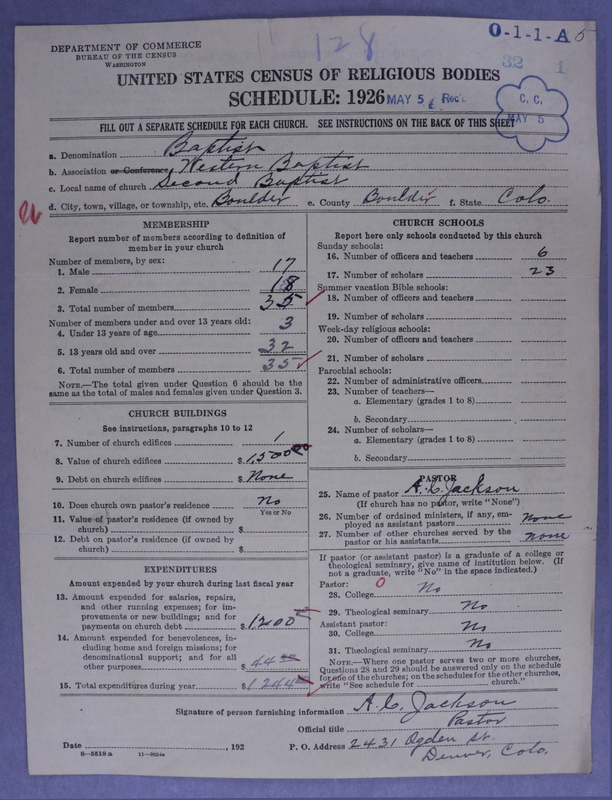 DEPARTMENT OF COMMERCE
BUREAU OF THE CENSUS
WASHINGTON
128
0-1-1-A 5
32 1
UNITED STATES CENSUS OF RELIGIOUS BODIES
SCHEDULE: 1926
MAY 5 Rec'd
C. C.
MAY 5
FILL OUT A SEPARATE SCHEDULE FOR EACH CHURCH. SEE INSTRUCTIONS ON THE BACK OF THIS SHEET
a. Denomination Baptist
b. Association or Conference Western Baptist
c. Local name of church Second Baptist
d. City, town, village, or township, etc. Boulder e. County Boulder f. State Colo.
MEMBERSHIP
Report number of members according to definition of
member in your church
Number of members, by sex:
1. Male 17
2. Female 18
3. Total number of members 35
Number of members under and over 13 years old:
4. Under 13 years of age 3
5. 13 years old and over 32
6. Total number of members 35
NOTE.—The total given under Question 6 should be
same as the total of males and females given under Question 3.
CHURCH BUILDINGS
See instructions, paragraphs 10 to 12
7. Number of church edifices 1
8. Value of church edifices $1,500.00
9. Debt on church edifices $ None
10. Does church own pastor's residence No
Yes or No
11. Value of pastor's residence (if owned by
church) $
12. Debt on pastor's residence (if owned by
church) $
EXPENDITURES
Amount expended by your church during last fiscal year
13. Amount expended for salaries, repairs,
and other running expenses; for im-
provements or new buildings; and for
payments on church debt $1200
14. Amount expended for benevolences, in-
cluding home and foreign missions; for
denominational support; and for all
other purposes 44
15. Total expenditures during year $1244
CHURCH SCHOOLS
Report here only schools conducted by this church
Sunday schools:
16. Number of officers and teachers 6
17. Number of scholars 23
Summer vacation Bible schools:
18. Number of officers and teachers
19. Number of scholars
Week-day religious schools:
20. Number of officers and teachers
21. Number of scholars
Parochial schools:
22. Number of administrative officers
23. Number of teachers—
a. Elementary (grades 1 to 8)
b. Secondary
24. Number of scholars—
a. Elementary (grades 1 to 8)
b. Secondary
PASTOR
25. Name of pastor A. C. Jackson
(If church has no pastor, write "None")
26. Number of ordained ministers, if any, em-
ployed as assistant pastors none
27. Number of other churches served by the
pastor or his assistants none
If pastor (or assistant pastor) is a graduate of a college or
theological seminary, give name of institution below. (If
not a graduate, write "No" in the space indicated.)
Pastor: 0
28. College No
29. Theological seminary No
Assistant pastor:
30. College No
31. Theological seminary No
NOTE.—Where one pastor serves two or more churches,
Questions 28 and 29 should be answered only on the schedule
for one of the churches; on the schedules for the other churches,
write "See schedule for church."
Signature of person furnishing information A. C. Jackson
Official title Pastor
Date , 192 P. O. Address 2431 Ogden St.
Denver, Colo.
8—5518a